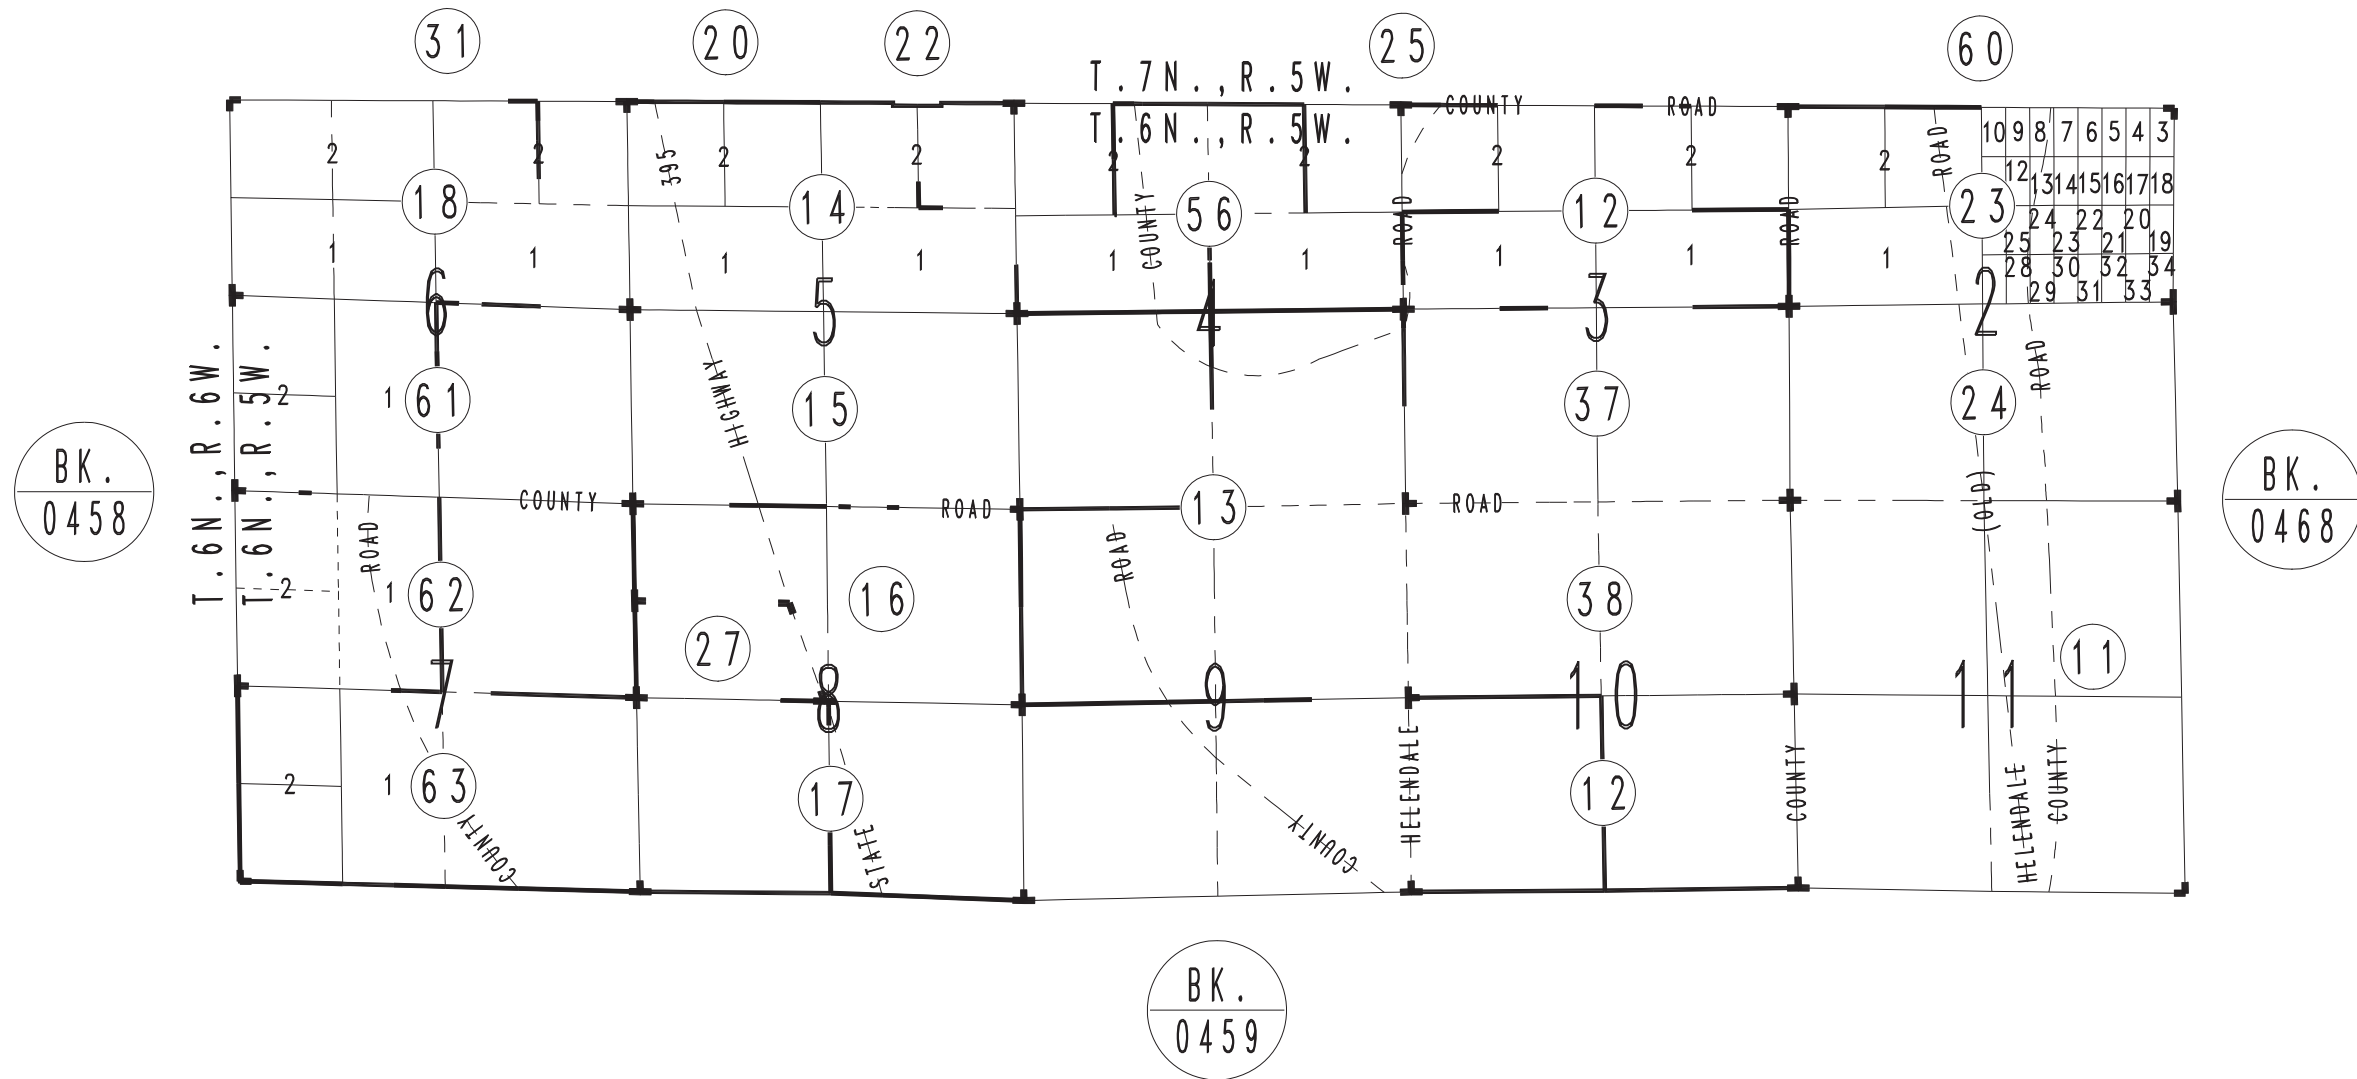 31 20 22 25 60
T.7N.,R.5W.
T.6N.,R.5W.
COUNTY ROAD
10 9 8 7 6 5 4 3
2 2 2 2 2 2 2 2 2
395
ROAD
12 13 14 15 16 17 18
18 14 56 12 23
COUNTY
ROAD
ROAD
24 22 20
25 23 21 19
1 1 1 1 1 1 1 1 1
28 30 32 34
29 31 33
6 5 4 3 2
T.6N.,R.6W.
T.6N.,R.5W.
2 1 61 15 37 24
HIGHWAY
ROAD
BK.
0458
BK.
0468
COUNTY ROAD 13 ROAD
(OLD)
ROAD
ROAD
2 1 62 16 38
27
11
7 8 9 10 11
2 1 63 17 12
HELENDALE
COUNTY
HELENDALE
COUNTY
COUNTY
STATE
COUNTY
BK.
0459